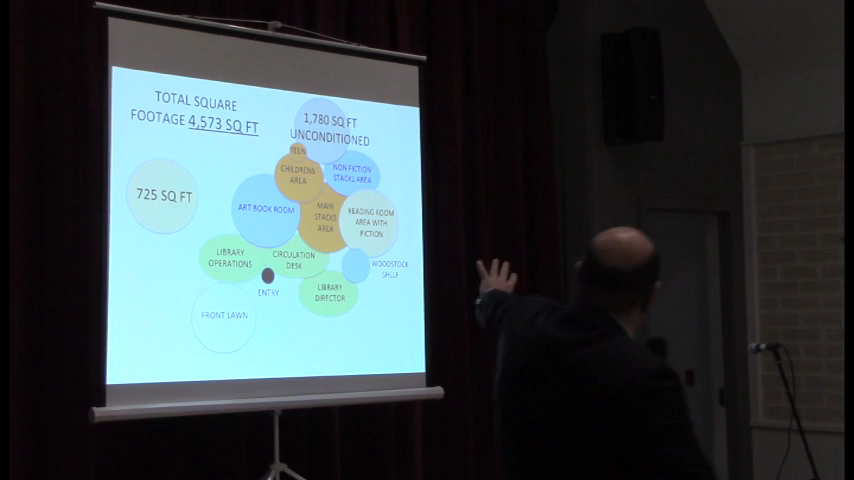 TOTAL SQUARE
FOOTAGE 4,573 SQ FT
1,780 SQ FT
UNCONDITIONED
TEEN
CHILDRENS
AREA
NON FICTION
STACKS AREA
725 SQ FT
ART BOOK ROOM
MAIN
STACKS
AREA
READING ROOM
AREA WITH
FICTION
LIBRARY
OPERATIONS
CIRCULATION
DESK
WOODSTOCK
SHLLF
ENTRY
LIBRARY
DIRECTOR
FRONT LAWN